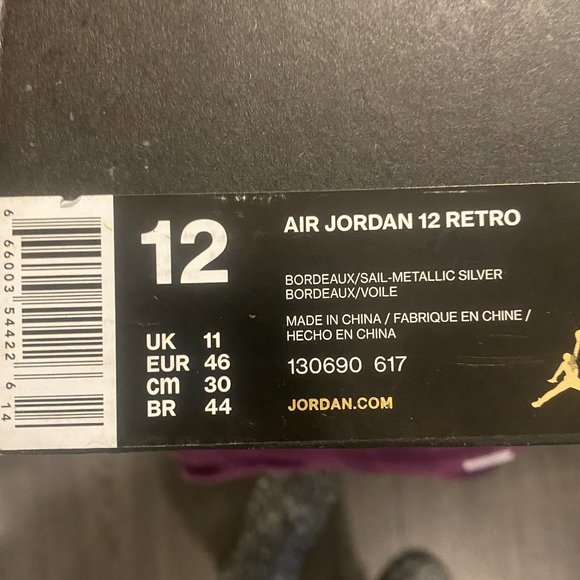 6 66003 54422 6 14
12
UK 11
EUR 46
cm 30
BR 44
AIR JORDAN 12 RETRO
BORDEAUX/SAIL-METALLIC SILVER
BORDEAUX/VOILE
MADE IN CHINA / FABRIQUE EN CHINE /
HECHO EN CHINA
130690 617
JORDAN.COM